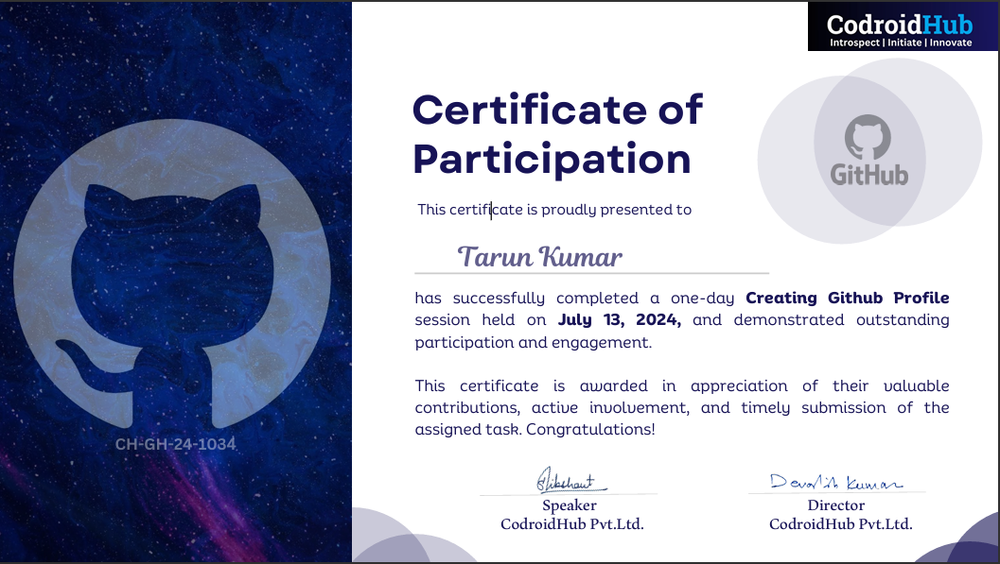 CodroidHub
Introspect | Initiate | Innovate
Certificate of
Participation
GitHub
This certificate is proudly presented to
Tarun Kumar
has successfully completed a one-day Creating Github Profile
session held on July 13, 2024, and demonstrated outstanding
participation and engagement.
This certificate is awarded in appreciation of their valuable
contributions, active involvement, and timely submission of the
assigned task. Congratulations!
CH-GH-24-1034
Kumar
Speaker
CodroidHub Pvt.Ltd.
Director
CodroidHub Pvt.Ltd.